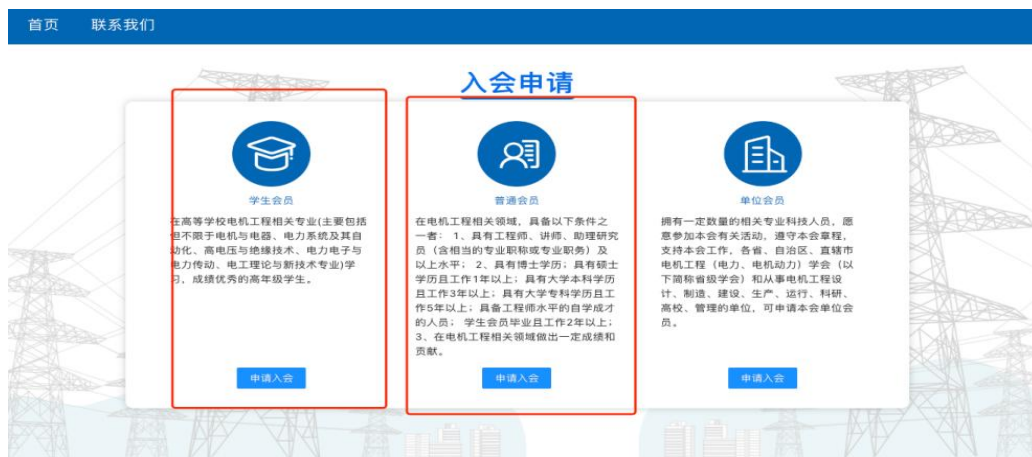 首页 联系我们
入会申请
学生会员
在高等学校电机工程相关专业(主要包括
但不限于电机与电器、电力系统及其自
动化、高电压与绝缘技术、电力电子与
电力传动、电工理论与新技术专业)学
习，成绩优秀的高年级学生。
申请入会
普通会员
在电机工程相关领域，具备以下条件之
一者： 1、具有工程师、讲师、助理研究
员（含相当的专业职称或专业职务）及
以上水平； 2、具有博士学历；具有硕士
学历且工作1年以上；具有大学本科学历
且工作3年以上；具有大学专科学历且工
作5年以上；具备工程师水平的自学成才
的人员； 学生会员毕业且工作2年以上；
3、在电机工程相关领域做出一定成绩和
贡献。
申请入会
单位会员
拥有一定数量的相关专业科技人员，愿
意参加本会有关活动，遵守本会章程，
支持本会工作，各省、自治区、直辖市
电机工程（电力、电机动力）学会（以
下简称省级学会）和从事电机工程设
计、制造、建设、生产、运行、科研、
高校、管理的单位，可申请本会单位会
员。
申请入会